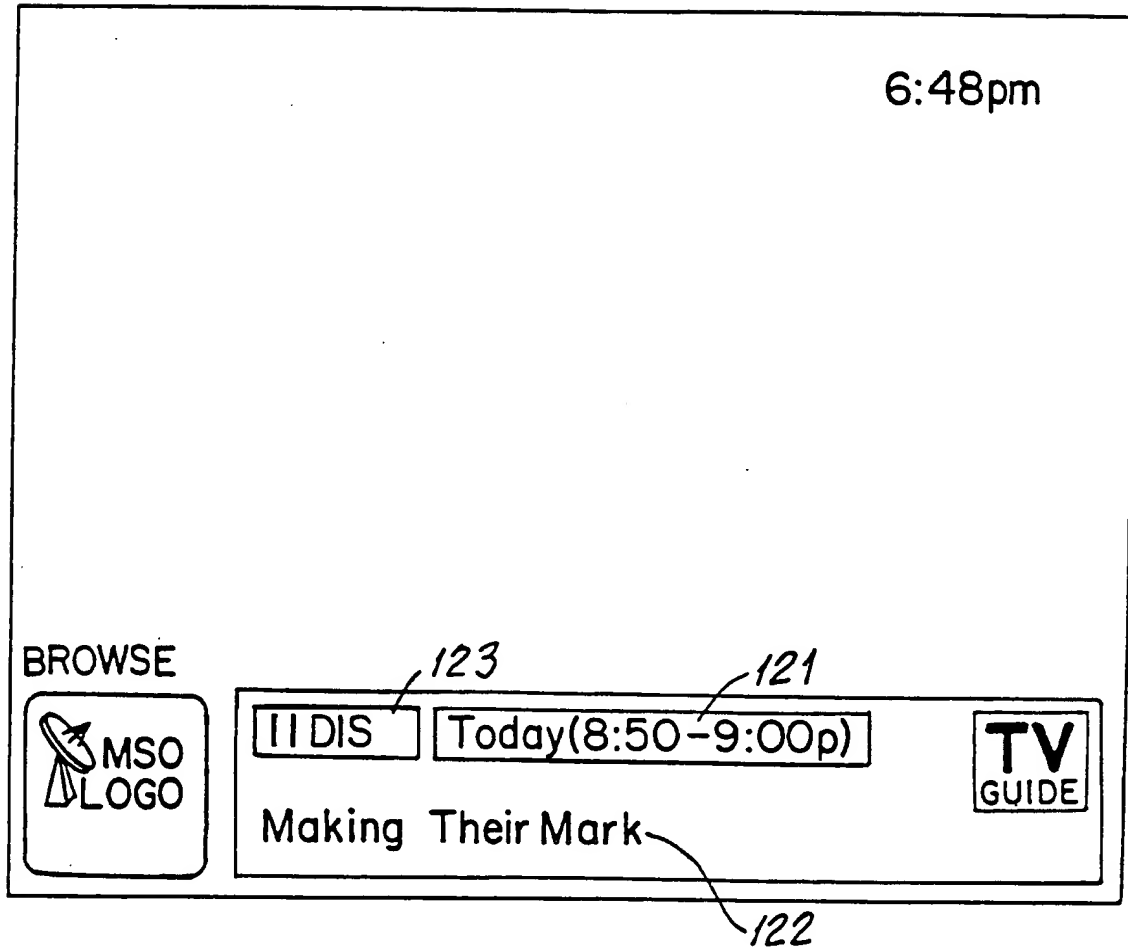 6:48pm
BROWSE
123
121
MSO
LOGO
11 DIS
Today(8:50-9:00p)
TV
GUIDE
Making Their Mark
122